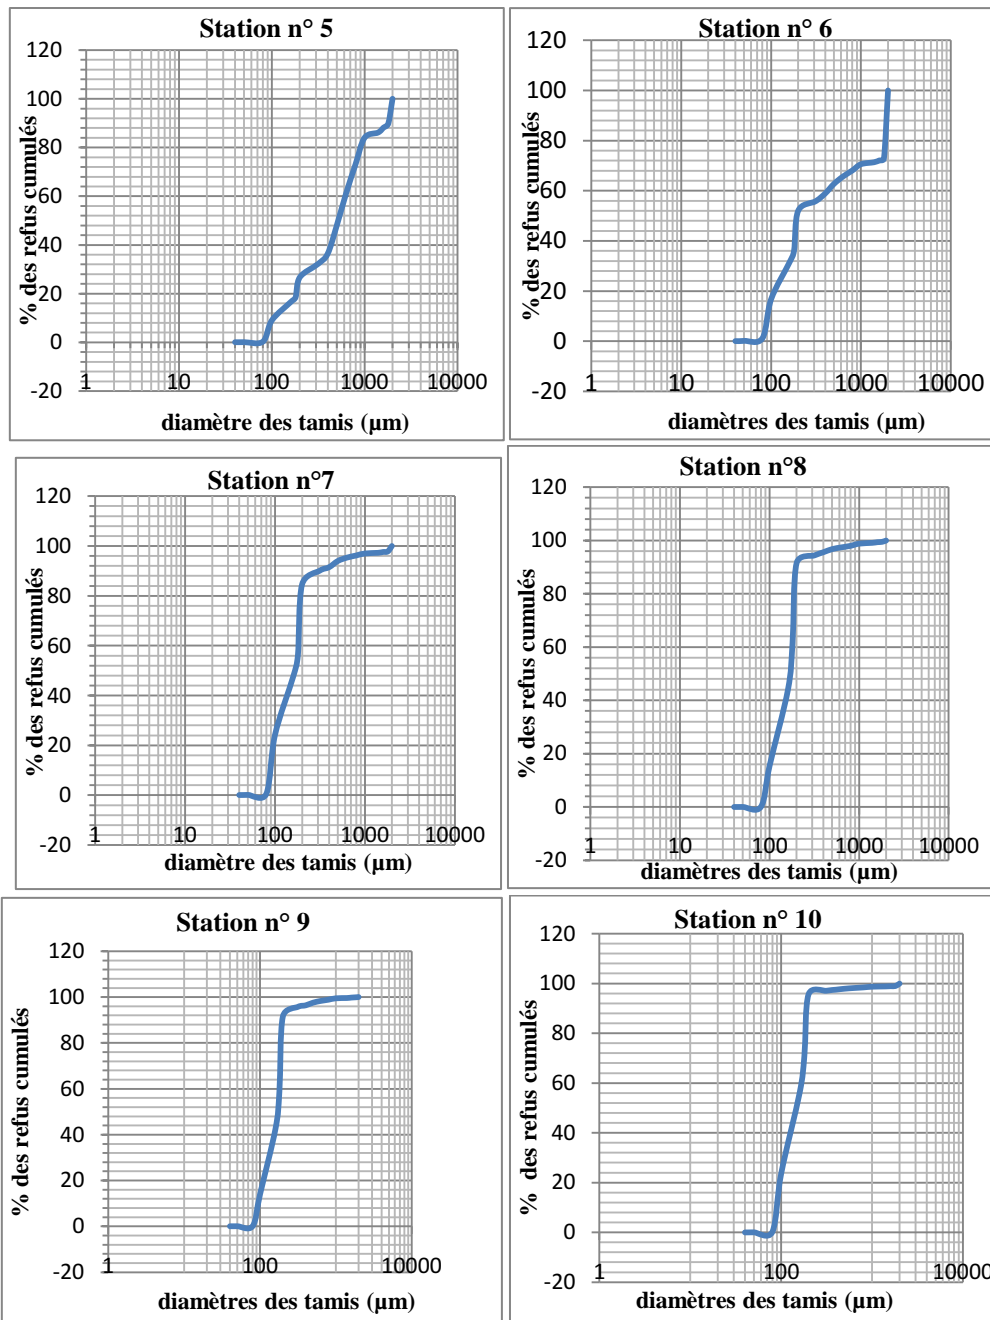 Station n° 5
120
100
80
60
40
20
0
-20
1 10 100 1000 10000
% des refus cumulés
diamètre des tamis (µm)
Station n° 6
120
100
80
60
40
20
0
-20
1 10 100 1000 10000
% des refus cumulés
diamètres des tamis (µm)
Station n°7
120
100
80
60
40
20
0
-20
1 10 100 1000 10000
% des refus cumulés
diamètre des tamis (µm)
Station n°8
120
100
80
60
40
20
0
-20
1 10 100 1000 10000
% des refus cumulés
diamètres des tamis (µm)
Station n° 9
120
100
80
60
40
20
0
-20
1 100 10000
% des refus cumulés
diamètres des tamis (µm)
Station n° 10
120
100
80
60
40
20
0
-20
1 100 10000
% des refus cumulés
diamètres des tamis (µm)